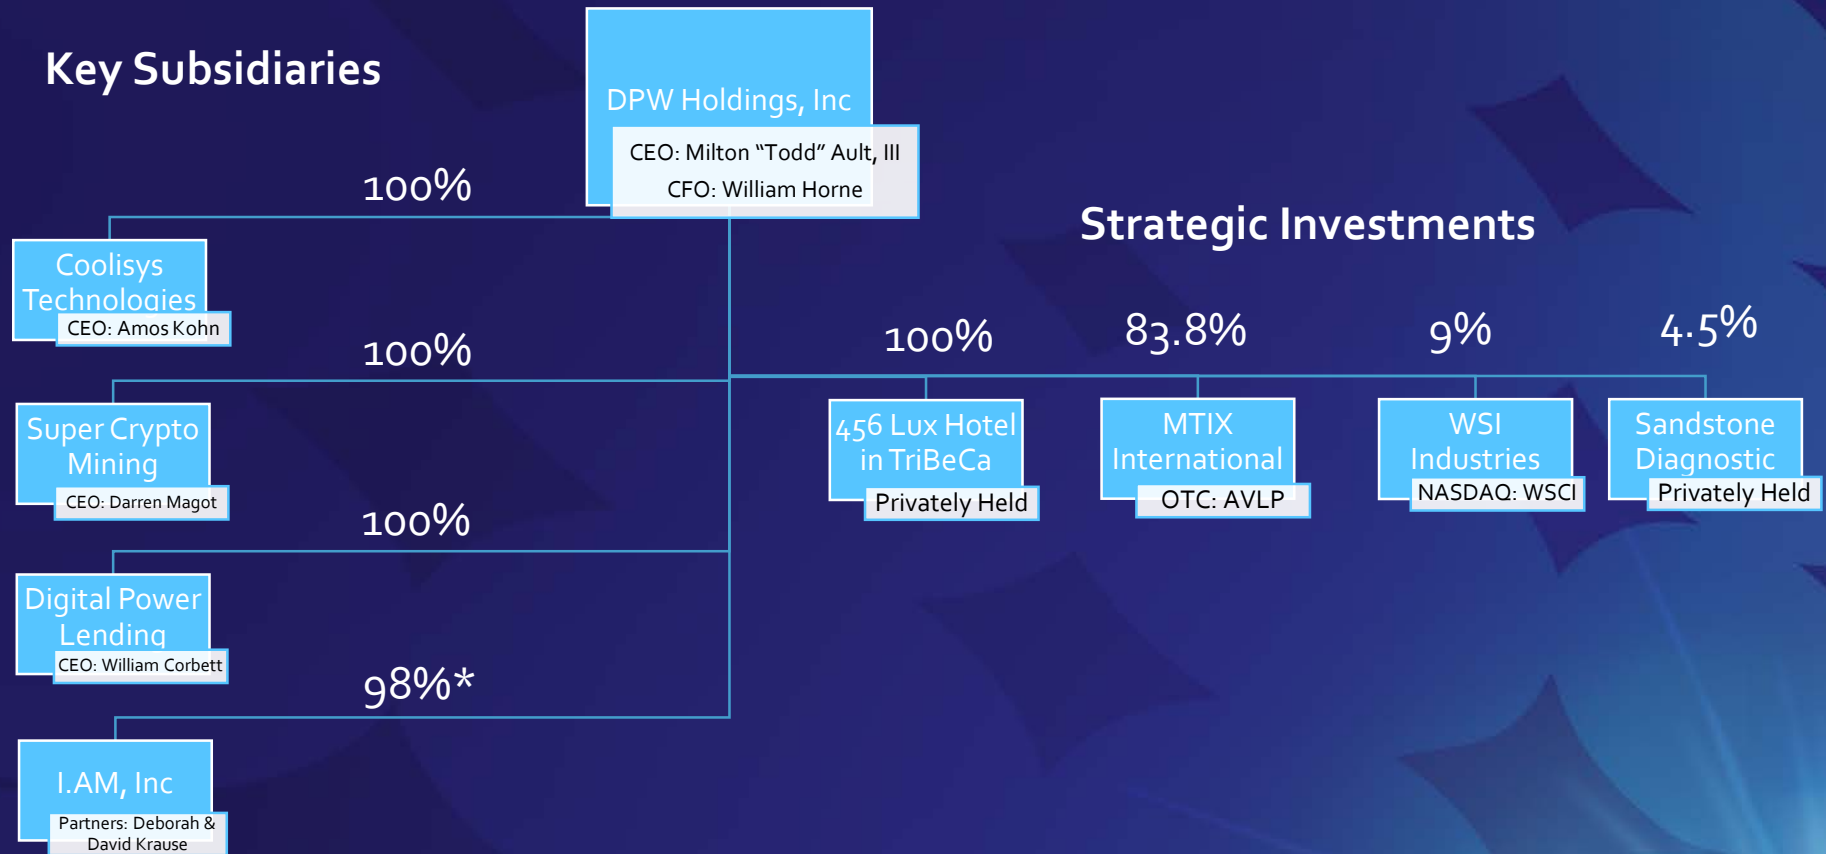 Key Subsidiaries
DPW Holdings, Inc
CEO: Milton “Todd” Ault, III
CFO: William Horne
100%
Coolisys
Technologies
CEO: Amos Kohn
100%
Super Crypto
Mining
CEO: Darren Magot
100%
Digital Power
Lending
CEO: William Corbett
98%*
I.AM, Inc
Partners: Deborah &
David Krause
Strategic Investments
100%
456 Lux Hotel
in TriBeCa
Privately Held
83.8%
MTIX
International
OTC: AVLP
9%
WSI
Industries
NASDAQ: WSCI
4.5%
Sandstone
Diagnostic
Privately Held